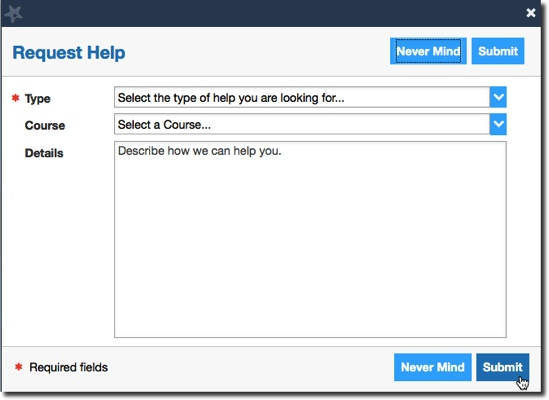 Request Help
Never Mind Submit
* Type Select the type of help you are looking for...
Course Select a Course...
Details Describe how we can help you.
* Required fields
Never Mind Submit